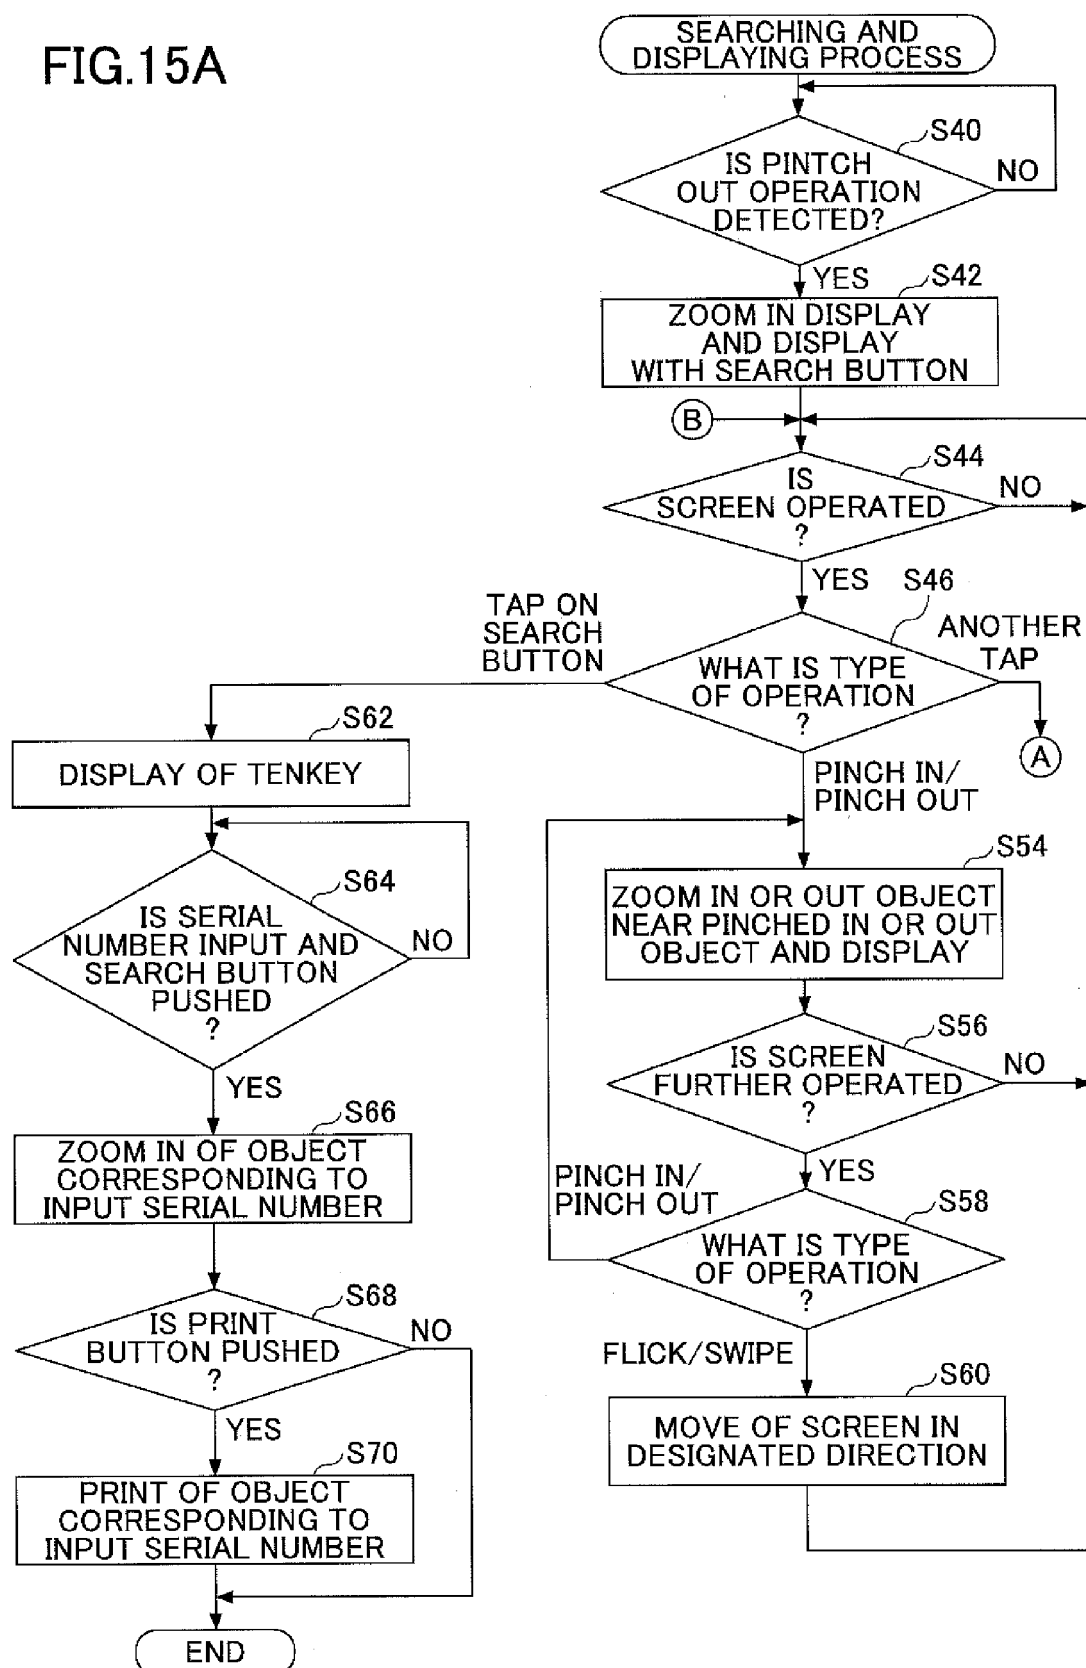 FIG.15A
SEARCHING AND
DISPLAYING PROCESS
S40
IS PINTCH
OUT OPERATION
DETECTED?
NO
YES
S42
ZOOM IN DISPLAY
AND DISPLAY
WITH SEARCH BUTTON
B
S44
IS
SCREEN OPERATED
?
NO
YES
S46
WHAT IS TYPE
OF OPERATION
?
TAP ON
SEARCH
BUTTON
ANOTHER
TAP
A
PINCH IN/
PINCH OUT
S62
DISPLAY OF TENKEY
S64
IS SERIAL
NUMBER INPUT AND
SEARCH BUTTON
PUSHED
?
NO
YES
S66
ZOOM IN OF OBJECT
CORRESPONDING TO
INPUT SERIAL NUMBER
S68
IS PRINT
BUTTON PUSHED
?
NO
YES
S70
PRINT OF OBJECT
CORRESPONDING TO
INPUT SERIAL NUMBER
END
S54
ZOOM IN OR OUT OBJECT
NEAR PINCHED IN OR OUT
OBJECT AND DISPLAY
S56
IS SCREEN
FURTHER OPERATED
?
NO
YES
PINCH IN/
PINCH OUT
S58
WHAT IS TYPE
OF OPERATION
?
FLICK/SWIPE
S60
MOVE OF SCREEN IN
DESIGNATED DIRECTION